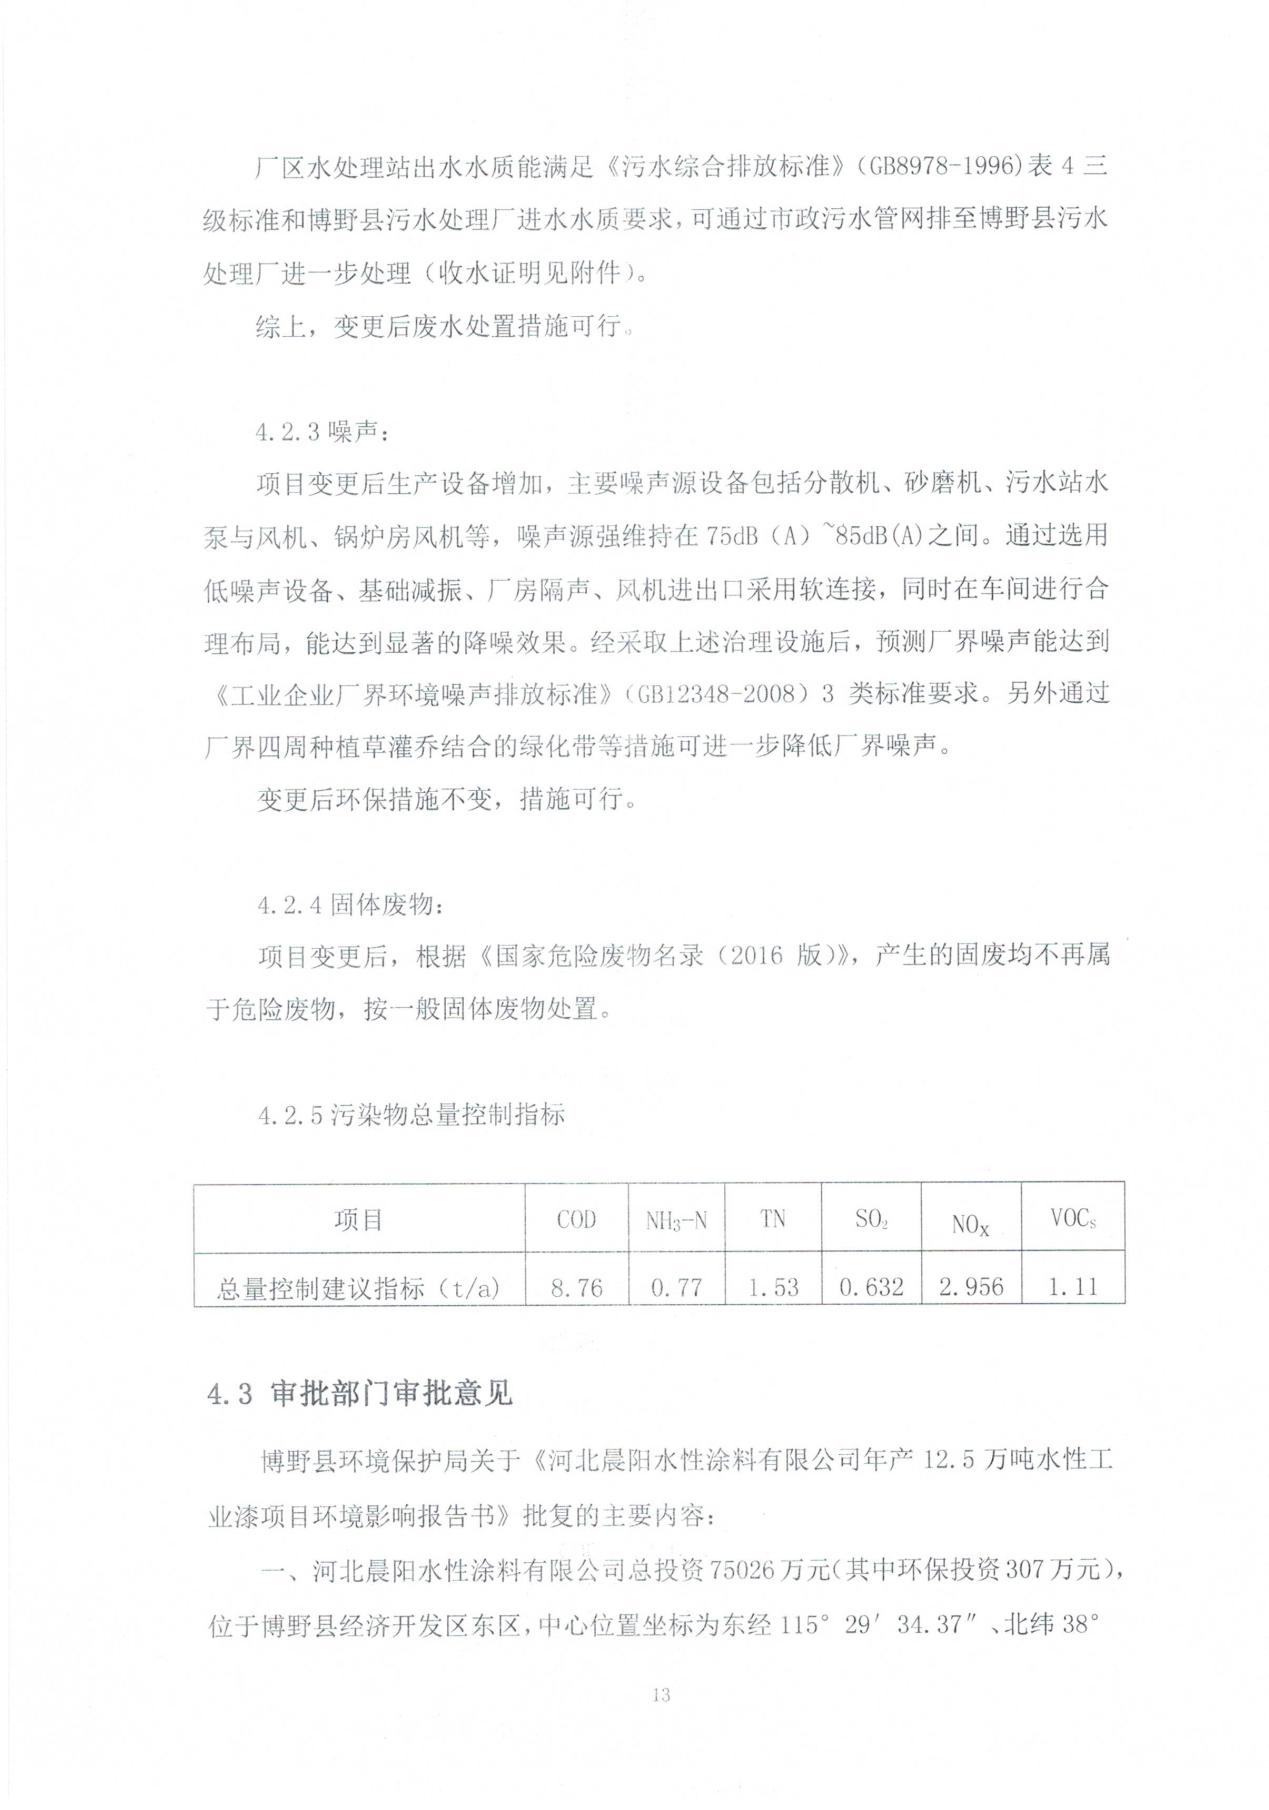 厂区水处理站出水水质能满足《污水综合排放标准》(GB8978-1996)表 4 三
级标准和博野县污水处理厂进水水质要求,可通过市政污水管网排至博野县污水
处理厂进一步处理（收水证明见附件）。
综上，变更后废水处置措施可行。
4.2.3 噪声：
项目变更后生产设备增加，主要噪声源设备包括分散机、砂磨机、污水站水
泵与风机、锅炉房风机等，噪声源强维持在 75dB（A）~85dB(A)之间。通过选用
低噪声设备、基础减振、厂房隔声、风机进出口采用软连接，同时在车间进行合
理布局，能达到显著的降噪效果。经采取上述治理设施后，预测厂界噪声能达到
《工业企业厂界环境噪声排放标准》（GB12348-2008）3 类标准要求。另外通过
厂界四周种植草灌乔结合的绿化带等措施可进一步降低厂界噪声。
变更后环保措施不变，措施可行。
4.2.4 固体废物：
项目变更后，根据《国家危险废物名录（2016 版）》，产生的固废均不再属
于危险废物，按一般固体废物处置。
4.2.5 污染物总量控制指标
项目 COD NH₃-N TN SO₂ NOX VOCs
总量控制建议指标（t/a） 8.76 0.77 1.53 0.632 2.956 1.11
4.3 审批部门审批意见
博野县环境保护局关于《河北晨阳水性涂料有限公司年产 12.5 万吨水性工
业漆项目环境影响报告书》批复的主要内容：
一、河北晨阳水性涂料有限公司总投资 75026 万元(其中环保投资 307 万元)，
位于博野县经济开发区东区,中心位置坐标为东经 115° 29′ 34.37″、北纬 38°
13